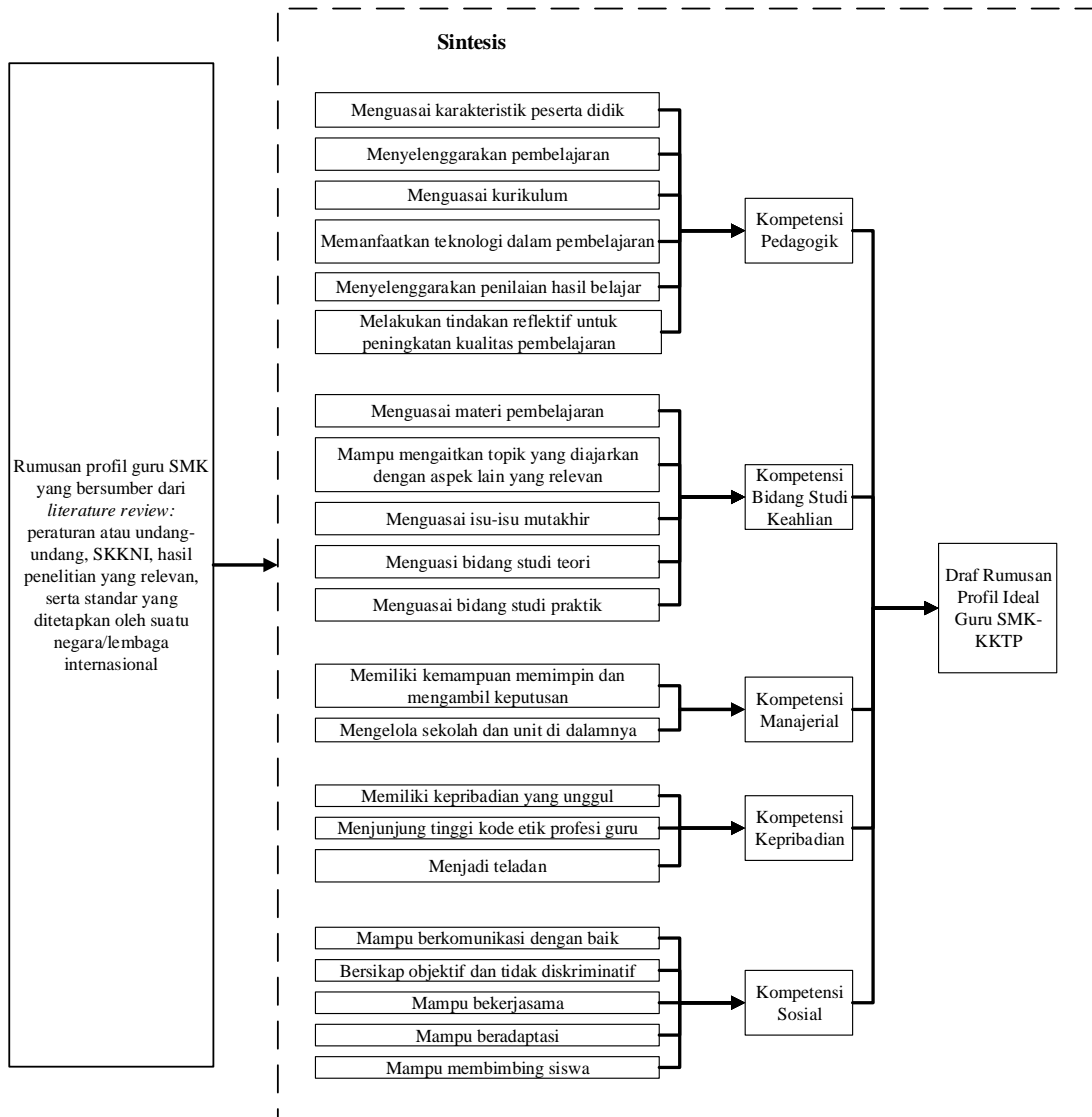 Sintesis
Rumusan profil guru SMK
yang bersumber dari
literature review:
peraturan atau undang-
undang, SKKNI, hasil
penelitian yang relevan,
serta standar yang
ditetapkan oleh suatu
negara/lembaga
internasional
Menguasai karakteristik peserta didik
Menyelenggarakan pembelajaran
Menguasai kurikulum
Memanfaatkan teknologi dalam pembelajaran
Menyelenggarakan penilaian hasil belajar
Melakukan tindakan reflektif untuk
peningkatan kualitas pembelajaran
Kompetensi
Pedagogik
Menguasai materi pembelajaran
Mampu mengaitkan topik yang diajarkan
dengan aspek lain yang relevan
Menguasai isu-isu mutakhir
Menguasi bidang studi teori
Menguasai bidang studi praktik
Kompetensi
Bidang Studi
Keahlian
Memiliki kemampuan memimpin dan
mengambil keputusan
Mengelola sekolah dan unit di dalamnya
Kompetensi
Manajerial
Memiliki kepribadian yang unggul
Menjunjung tinggi kode etik profesi guru
Menjadi teladan
Kompetensi
Kepribadian
Mampu berkomunikasi dengan baik
Bersikap objektif dan tidak diskriminatif
Mampu bekerjasama
Mampu beradaptasi
Mampu membimbing siswa
Kompetensi
Sosial
Draf Rumusan
Profil Ideal
Guru SMK-
KKTP